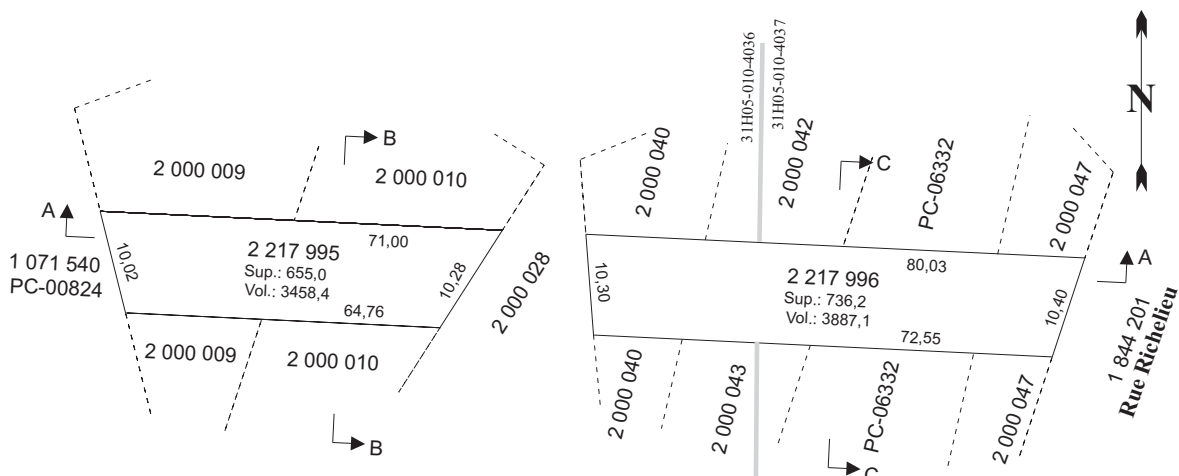 B
2 000 009
2 000 010
A
71,00
2 217 995
Sup.: 655,0
Vol.: 3458,4
10,02
10,28
1 071 540
PC-00824
64,76
2 000 028
2 000 009
2 000 010
B
31H05-010-4036
31H05-010-4037
N
2 000 040
2 000 042
C
PC-06332
2 000 047
A
80,03
2 217 996
Sup.: 736,2
Vol.: 3887,1
10,30
10,40
72,55
1 844 201
Rue Richelieu
2 000 040
2 000 043
PC-06332
2 000 047
C